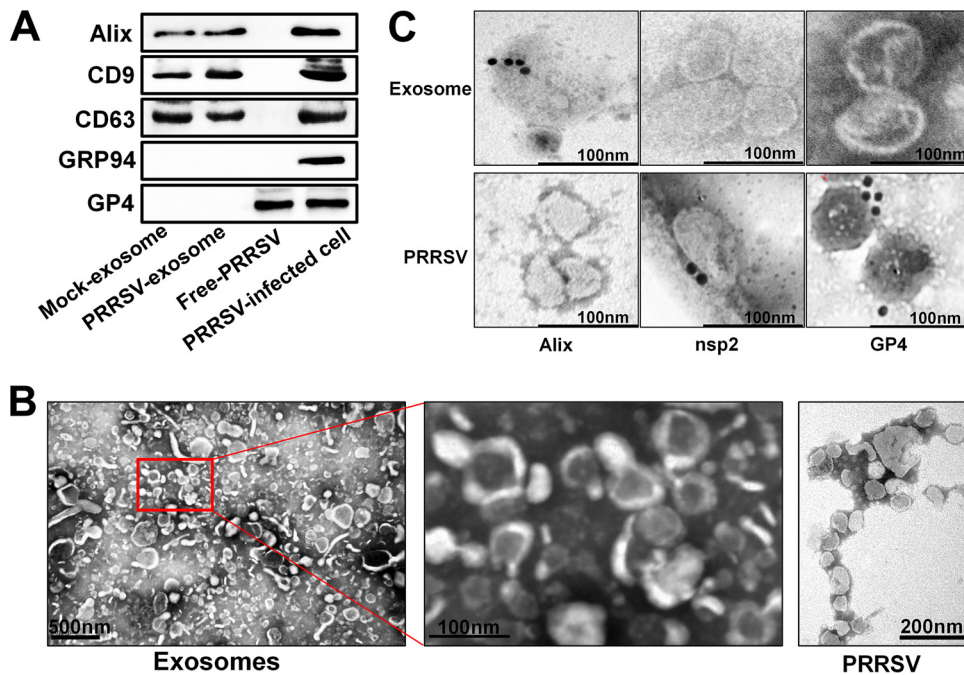 A
Alix
CD9
CD63
GRP94
GP4
Mock-exosome
PRRSV-exosome
Free-PRRSV
PRRSV-infected cell
C
Exosome
100nm
100nm
100nm
PRRSV
100nm
100nm
100nm
Alix
nsp2
GP4
B
500nm
100nm
200nm
Exosomes
PRRSV